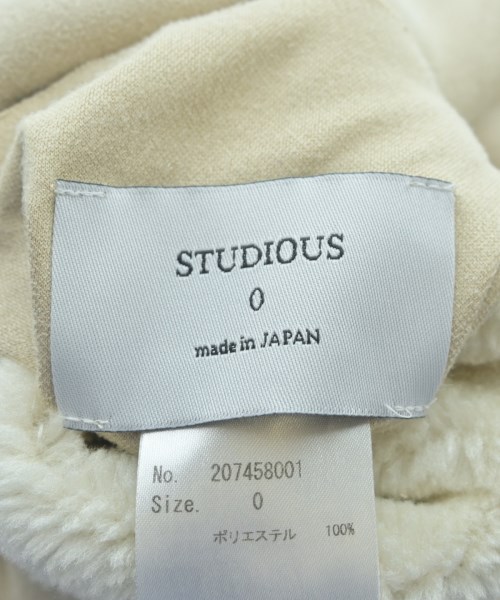 STUDIOUS
0
made in JAPAN
No. 207458001
Size. 0
ポリエステル 100%